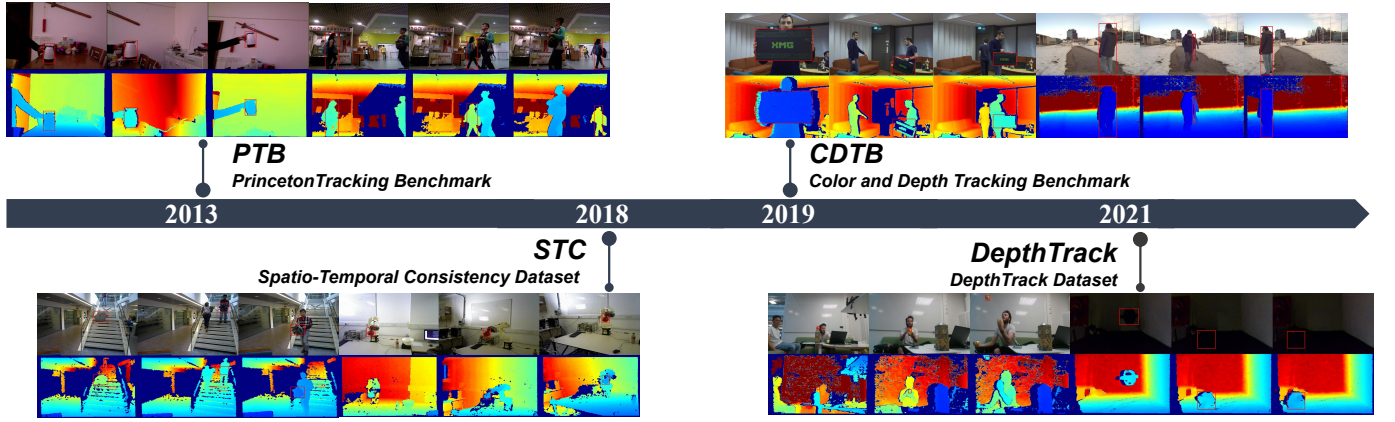 XMG
PTB
PrincetonTracking Benchmark
CDTB
Color and Depth Tracking Benchmark
2013
2018
2019
2021
STC
Spatio-Temporal Consistency Dataset
DepthTrack
DepthTrack Dataset